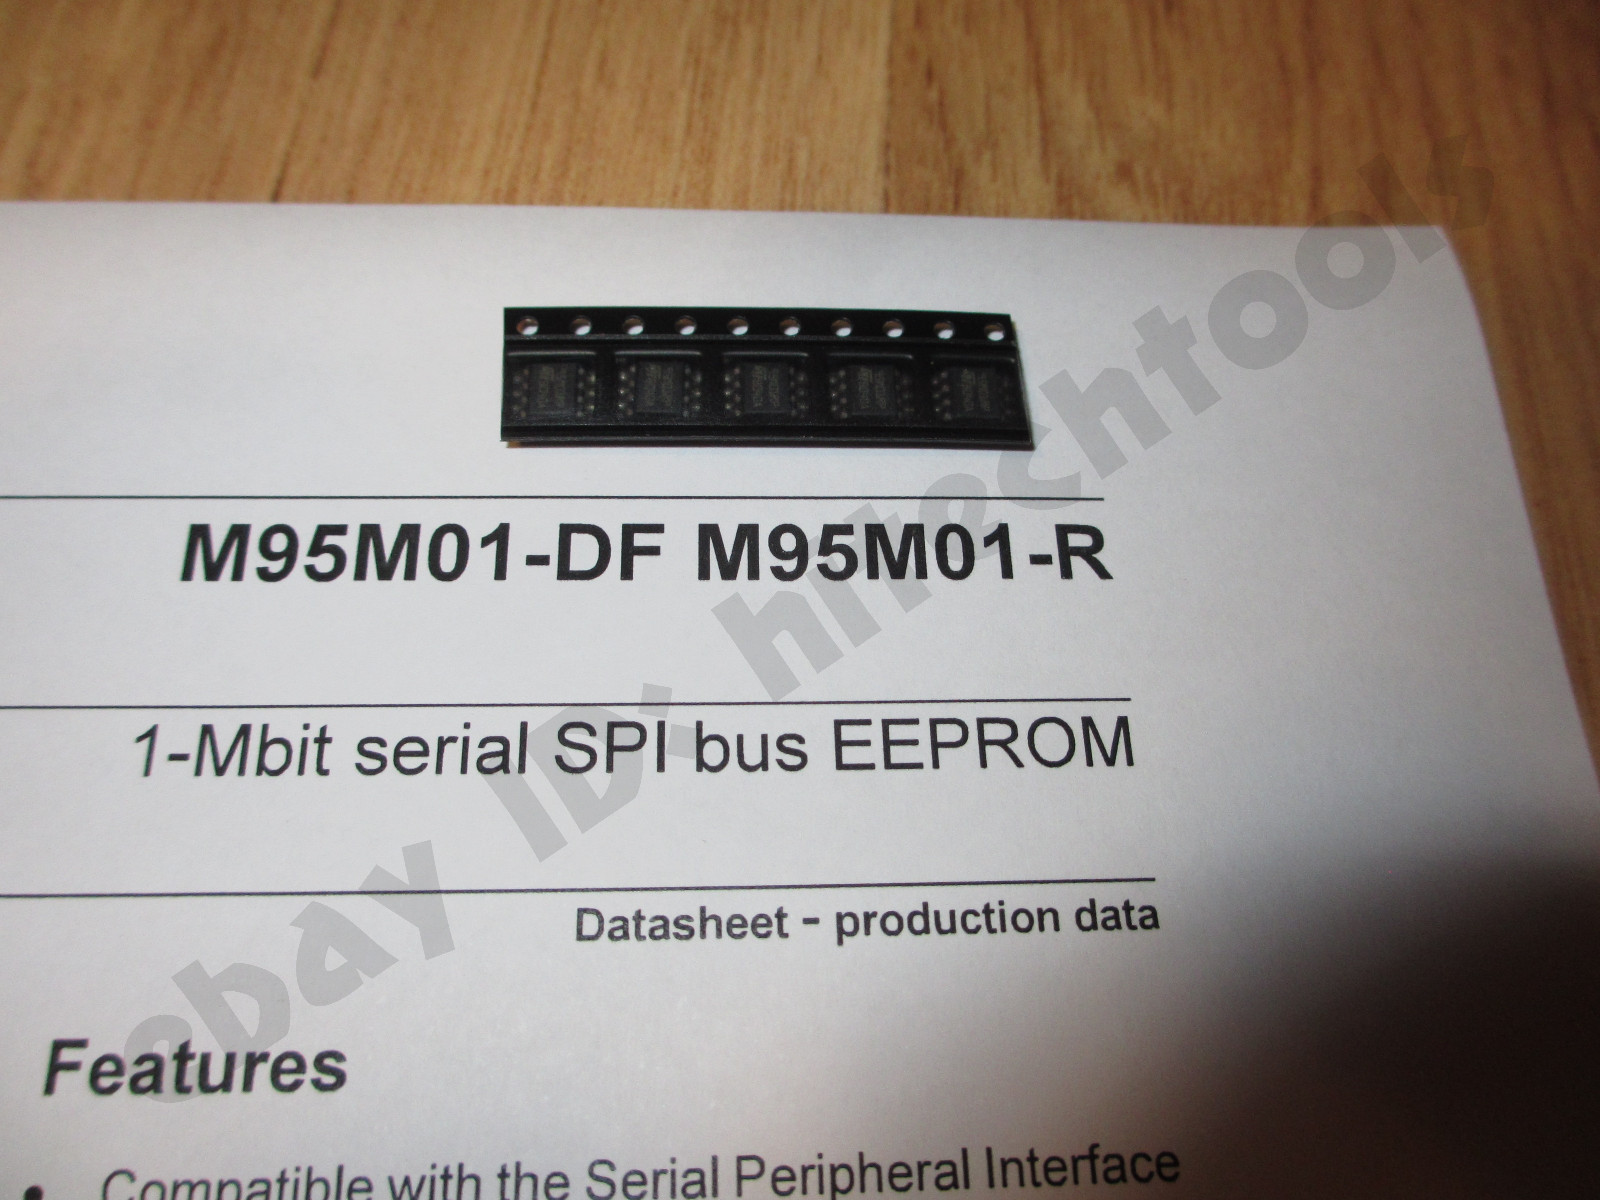 M95M01-DF M95M01-R
1-Mbit serial SPI bus EEPROM
Datasheet - production data
Features
• Compatible with the Serial Peripheral Interface
ebay ID: hitechtools